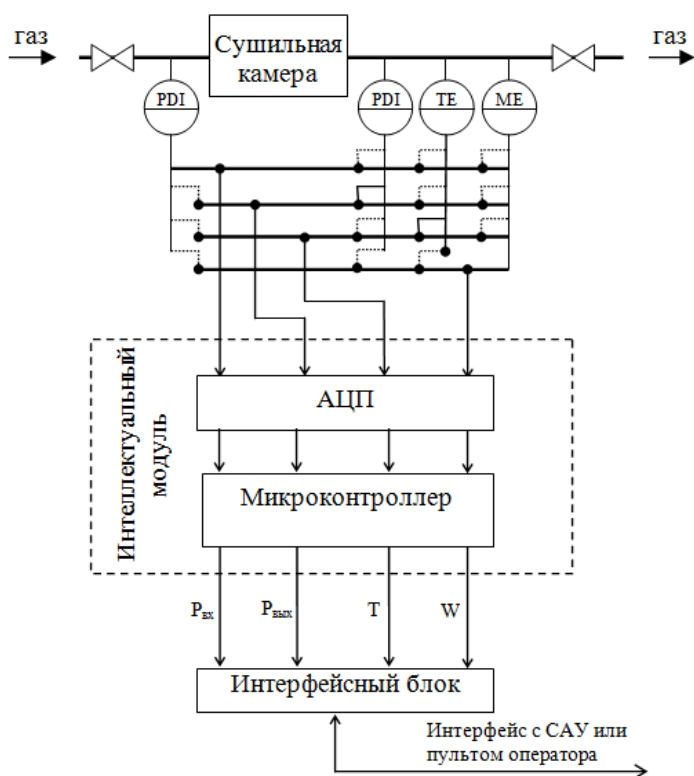 газ
газ
Сушильная
камера
PDI
PDI
TE
ME
Интеллектуальный
модуль
АЦП
Микроконтроллер
Pвх
Pвых
T
W
Интерфейсный блок
Интерфейс с САУ или
пультом оператора